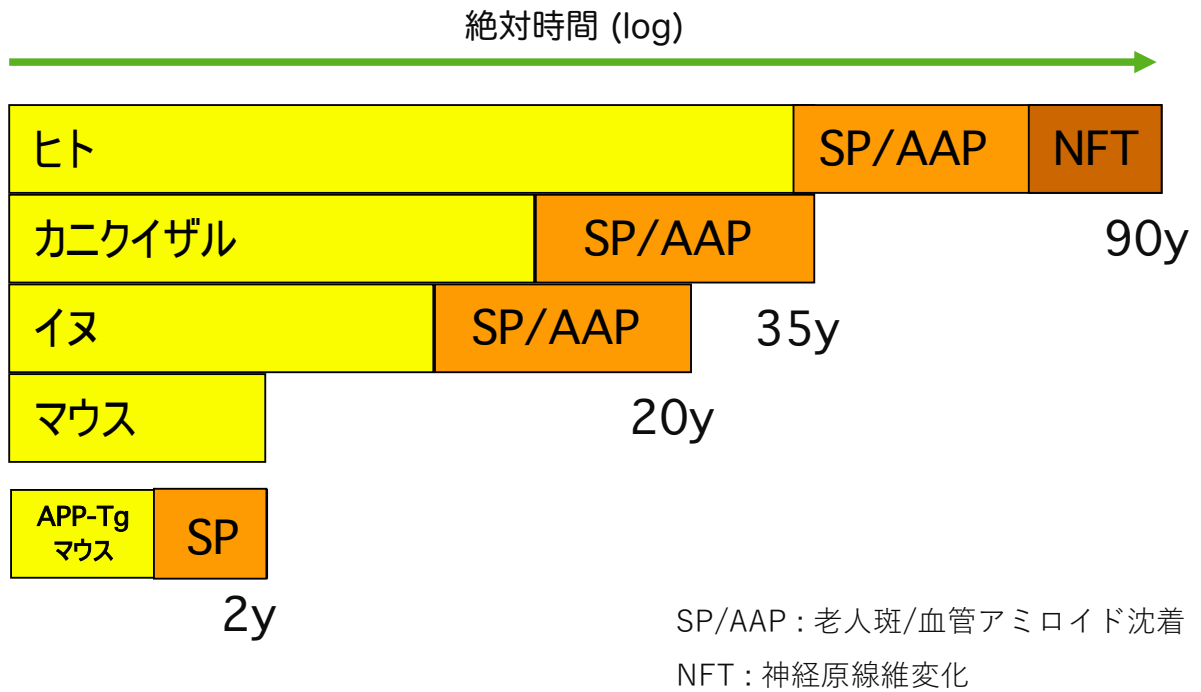 絶対時間 (log)
ヒト
SP/AAP
NFT
カニクイザル
SP/AAP
90y
イヌ
SP/AAP
35y
マウス
20y
APP-Tg
マウス
SP
2y
SP/AAP : 老人斑/血管アミロイド沈着
NFT : 神経原線維変化